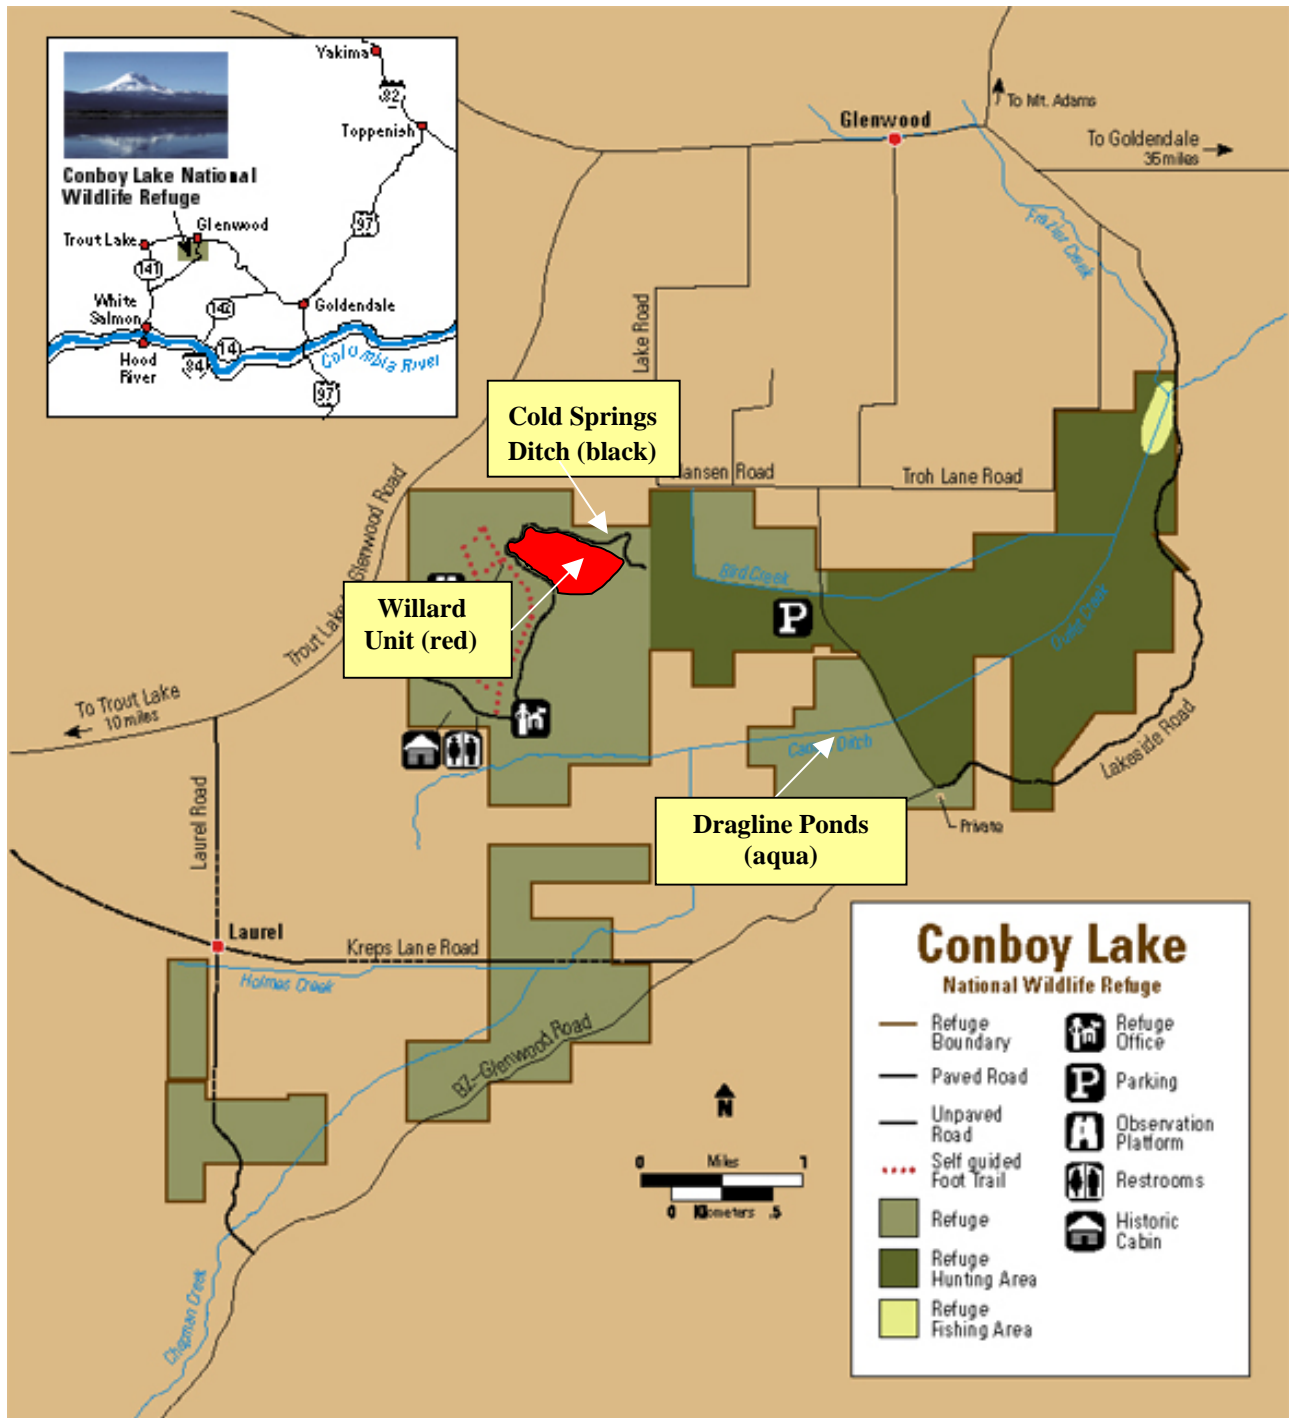 Yakima
82
Toppenish
Conboy Lake National
Wildlife Refuge
97
Glenwood
Trout Lake
141
142
White
Salmon
Goldendale
14
84
Hood
River
Columbia River
97
Glenwood
To Mt. Adams
To Goldendale
35 miles
Frazier Creek
Lake Road
Cold Springs
Ditch (black)
Hansen Road
Troh Lane Road
Trout Lake
Glenwood Road
Bird Creek
P
Willard
Unit (red)
Outlet Creek
To Trout Lake
10 miles
Camas Ditch
Lakeside Road
Laurel Road
Dragline Ponds
(aqua)
Private
Laurel
Kreps Lane Road
Holmes Creek
BZ-Glenwood Road
Chapman Creek
N
0 Miles 1
0 Kilometers .5
Conboy Lake
National Wildlife Refuge
Refuge
Boundary
Paved Road
Unpaved
Road
Self guided
Foot Trail
Refuge
Refuge
Hunting Area
Refuge
Fishing Area
Refuge
Office
P
Parking
Observation
Platform
Restrooms
Historic
Cabin